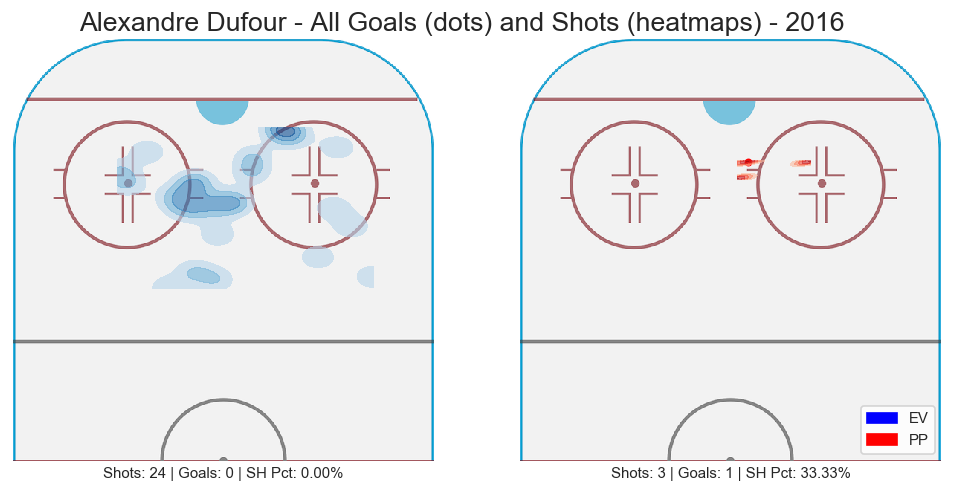 Alexandre Dufour - All Goals (dots) and Shots (heatmaps) - 2016
EV
PP
Shots: 24 | Goals: 0 | SH Pct: 0.00%
Shots: 3 | Goals: 1 | SH Pct: 33.33%